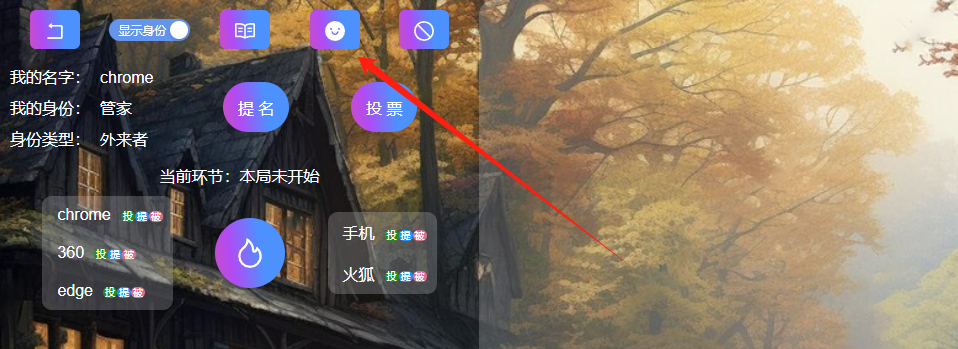 显示身份
我的名字： chrome
我的身份： 管家
身份类型： 外来者
提名
投票
当前环节：本局未开始
chrome 投 提 被
360 投 提 被
edge 投 提 被
手机 投 提 被
火狐 投 提 被